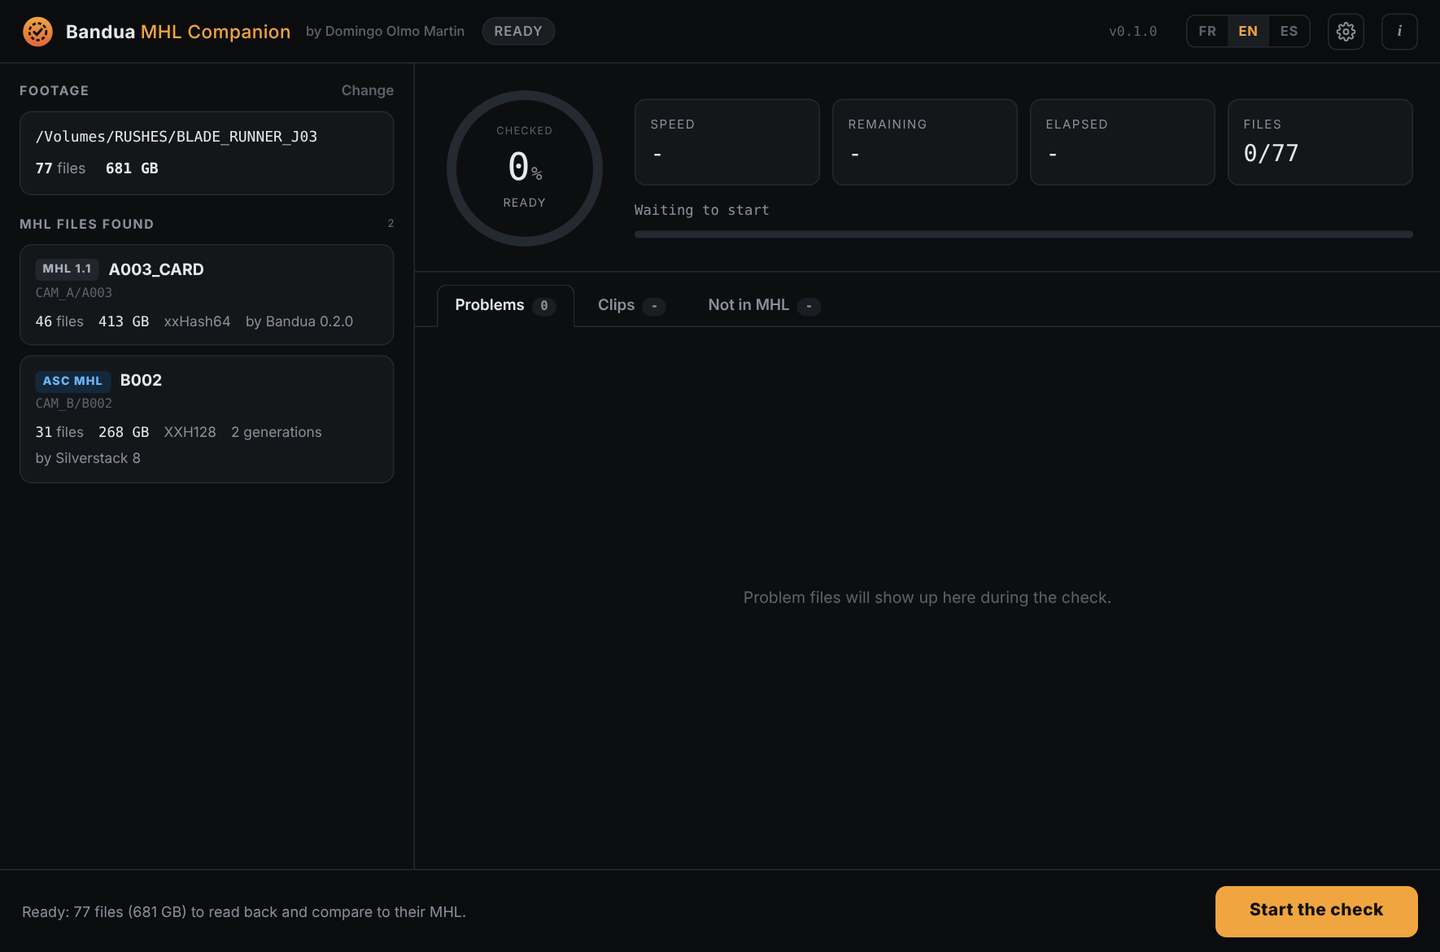 Bandua MHL Companion by Domingo Olmo Martin READY
v0.1.0 FR EN ES i
FOOTAGE Change
/Volumes/RUSHES/BLADE_RUNNER_J03
77 files 681 GB
MHL FILES FOUND 2
MHL 1.1 A003_CARD
CAM_A/A003
46 files 413 GB xxHash64 by Bandua 0.2.0
ASC MHL B002
CAM_B/B002
31 files 268 GB XXH128 2 generations
by Silverstack 8
CHECKED
0%
READY
SPEED
-
REMAINING
-
ELAPSED
-
FILES
0/77
Waiting to start
Problems 0 Clips - Not in MHL -
Problem files will show up here during the check.
Ready: 77 files (681 GB) to read back and compare to their MHL.
Start the check